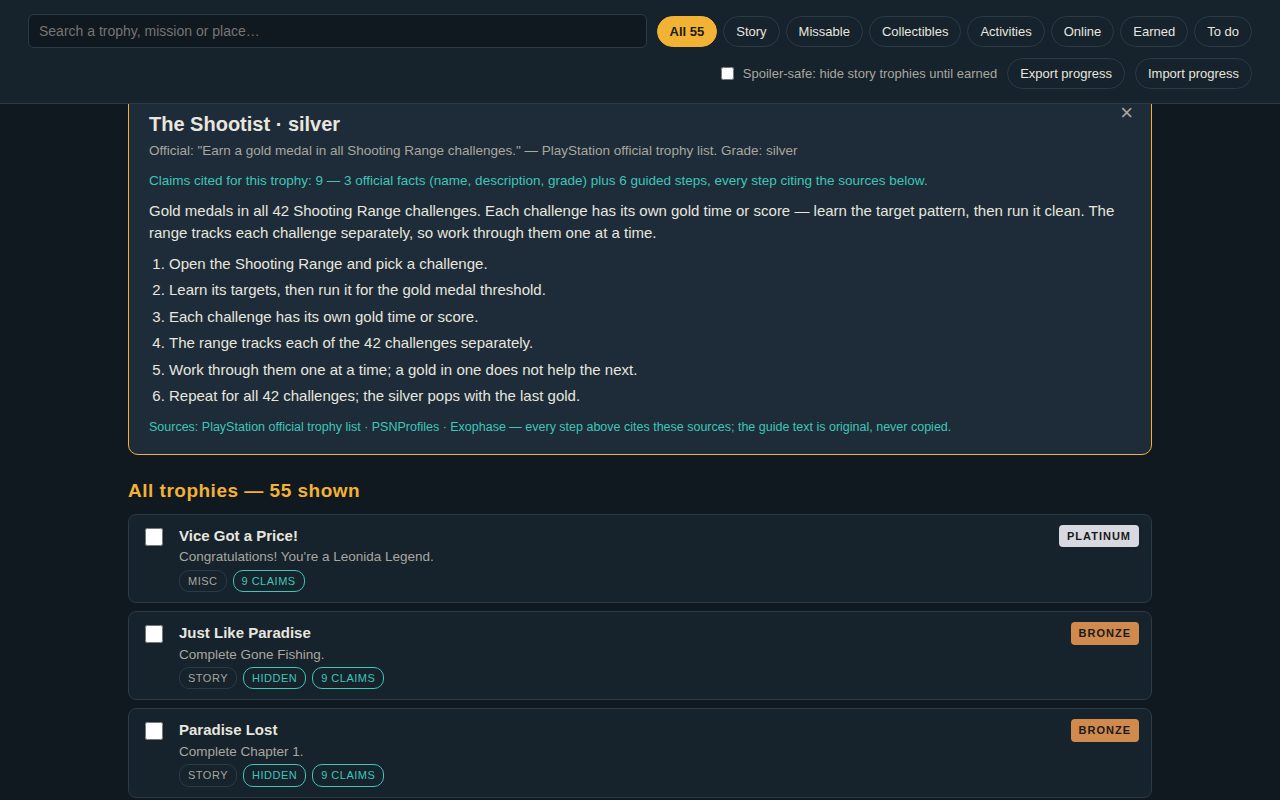 Search a trophy, mission or place…
All 55
Story
Missable
Collectibles
Activities
Online
Earned
To do
Spoiler-safe: hide story trophies until earned
Export progress
Import progress
The Shootist · silver
×
Official: "Earn a gold medal in all Shooting Range challenges." — PlayStation official trophy list. Grade: silver
Claims cited for this trophy: 9 — 3 official facts (name, description, grade) plus 6 guided steps, every step citing the sources below.
Gold medals in all 42 Shooting Range challenges. Each challenge has its own gold time or score — learn the target pattern, then run it clean. The
range tracks each challenge separately, so work through them one at a time.
1. Open the Shooting Range and pick a challenge.
2. Learn its targets, then run it for the gold medal threshold.
3. Each challenge has its own gold time or score.
4. The range tracks each of the 42 challenges separately.
5. Work through them one at a time; a gold in one does not help the next.
6. Repeat for all 42 challenges; the silver pops with the last gold.
Sources: PlayStation official trophy list · PSNProfiles · Exophase — every step above cites these sources; the guide text is original, never copied.
All trophies — 55 shown
Vice Got a Price!
PLATINUM
Congratulations! You're a Leonida Legend.
MISC
9 CLAIMS
Just Like Paradise
BRONZE
Complete Gone Fishing.
STORY
HIDDEN
9 CLAIMS
Paradise Lost
BRONZE
Complete Chapter 1.
STORY
HIDDEN
9 CLAIMS